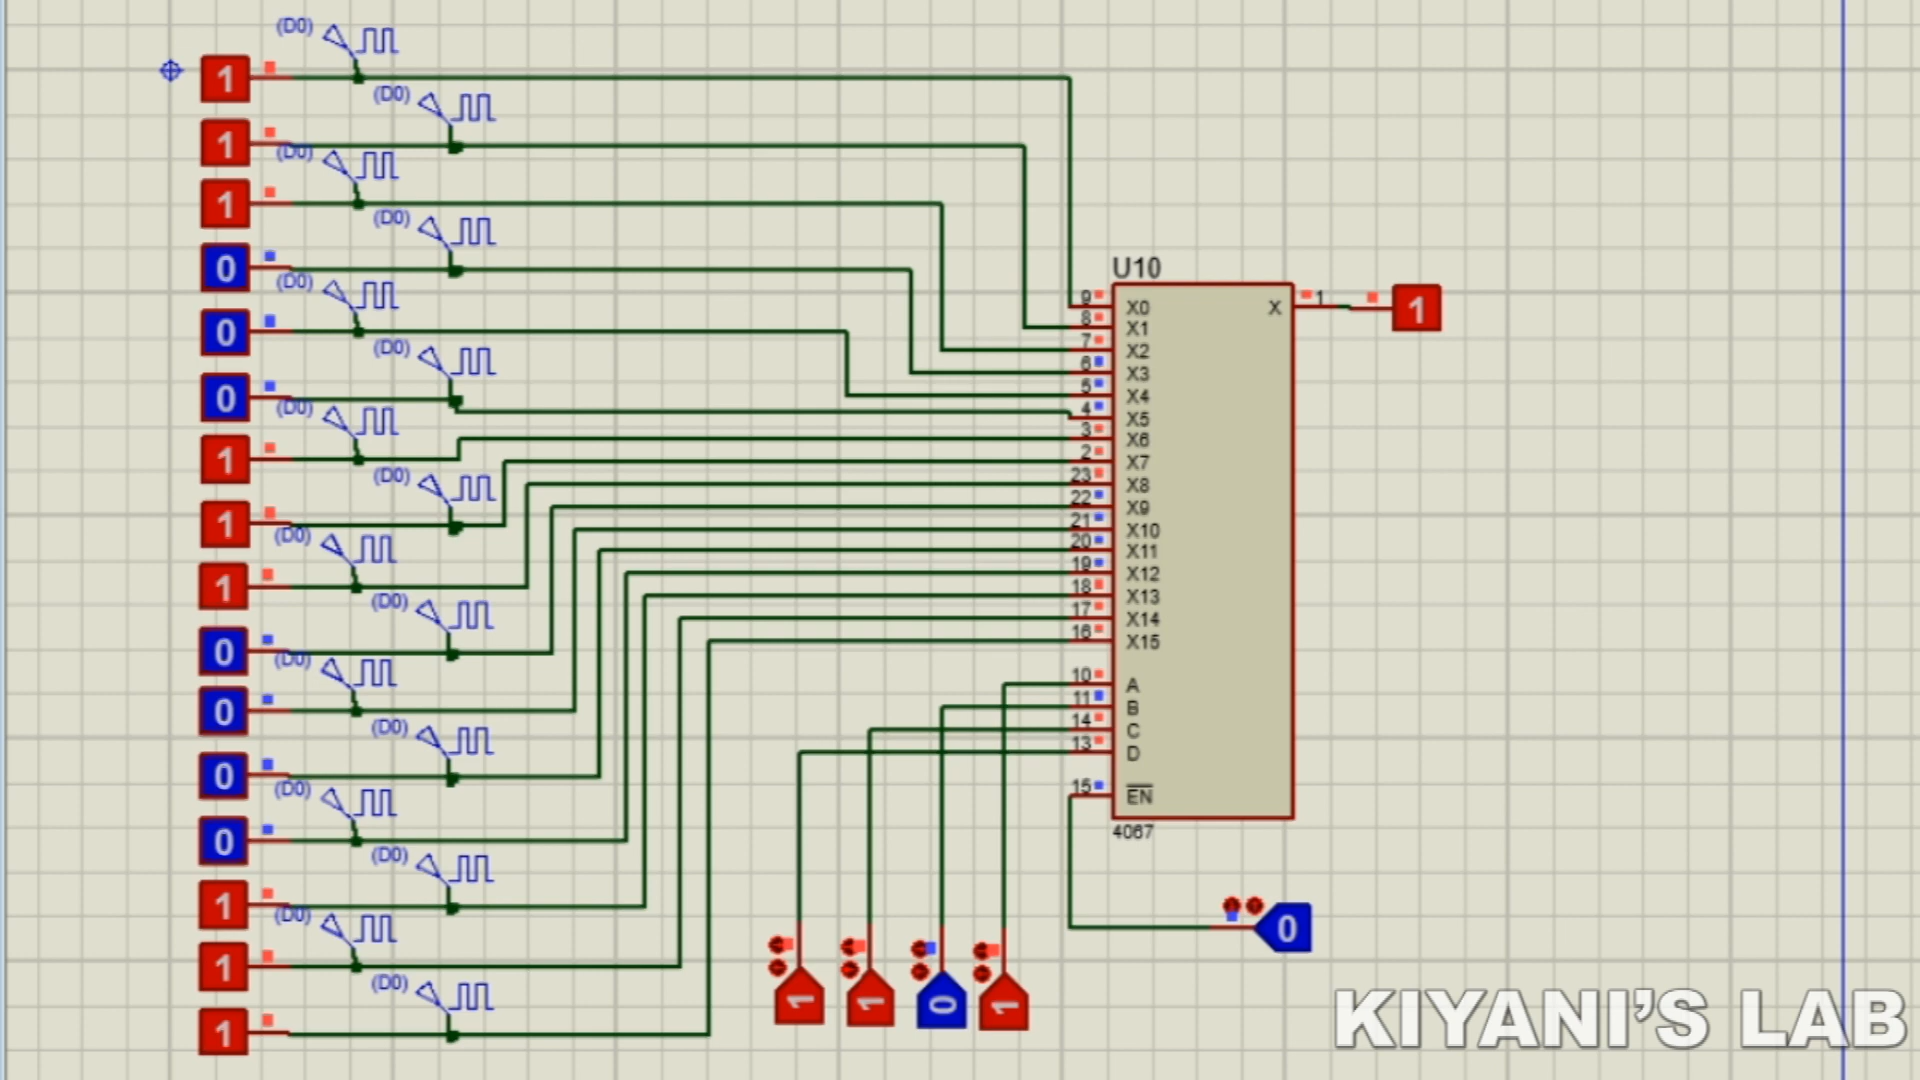 (D0)
1
(D0)
1
(D0)
1
(D0)
0
(D0)
0
(D0)
0
(D0)
1
(D0)
1
(D0)
1
(D0)
0
(D0)
0
(D0)
0
(D0)
0
(D0)
1
(D0)
1
(D0)
1
U10
9 X0 X 1 1
8 X1
7 X2
6 X3
5 X4
4 X5
3 X6
2 X7
23 X8
22 X9
21 X10
20 X11
19 X12
18 X13
17 X14
16 X15
10 A
11 B
14 C
13 D
15 EN
4067
0
1 1 0 1
KIYANI'S LAB